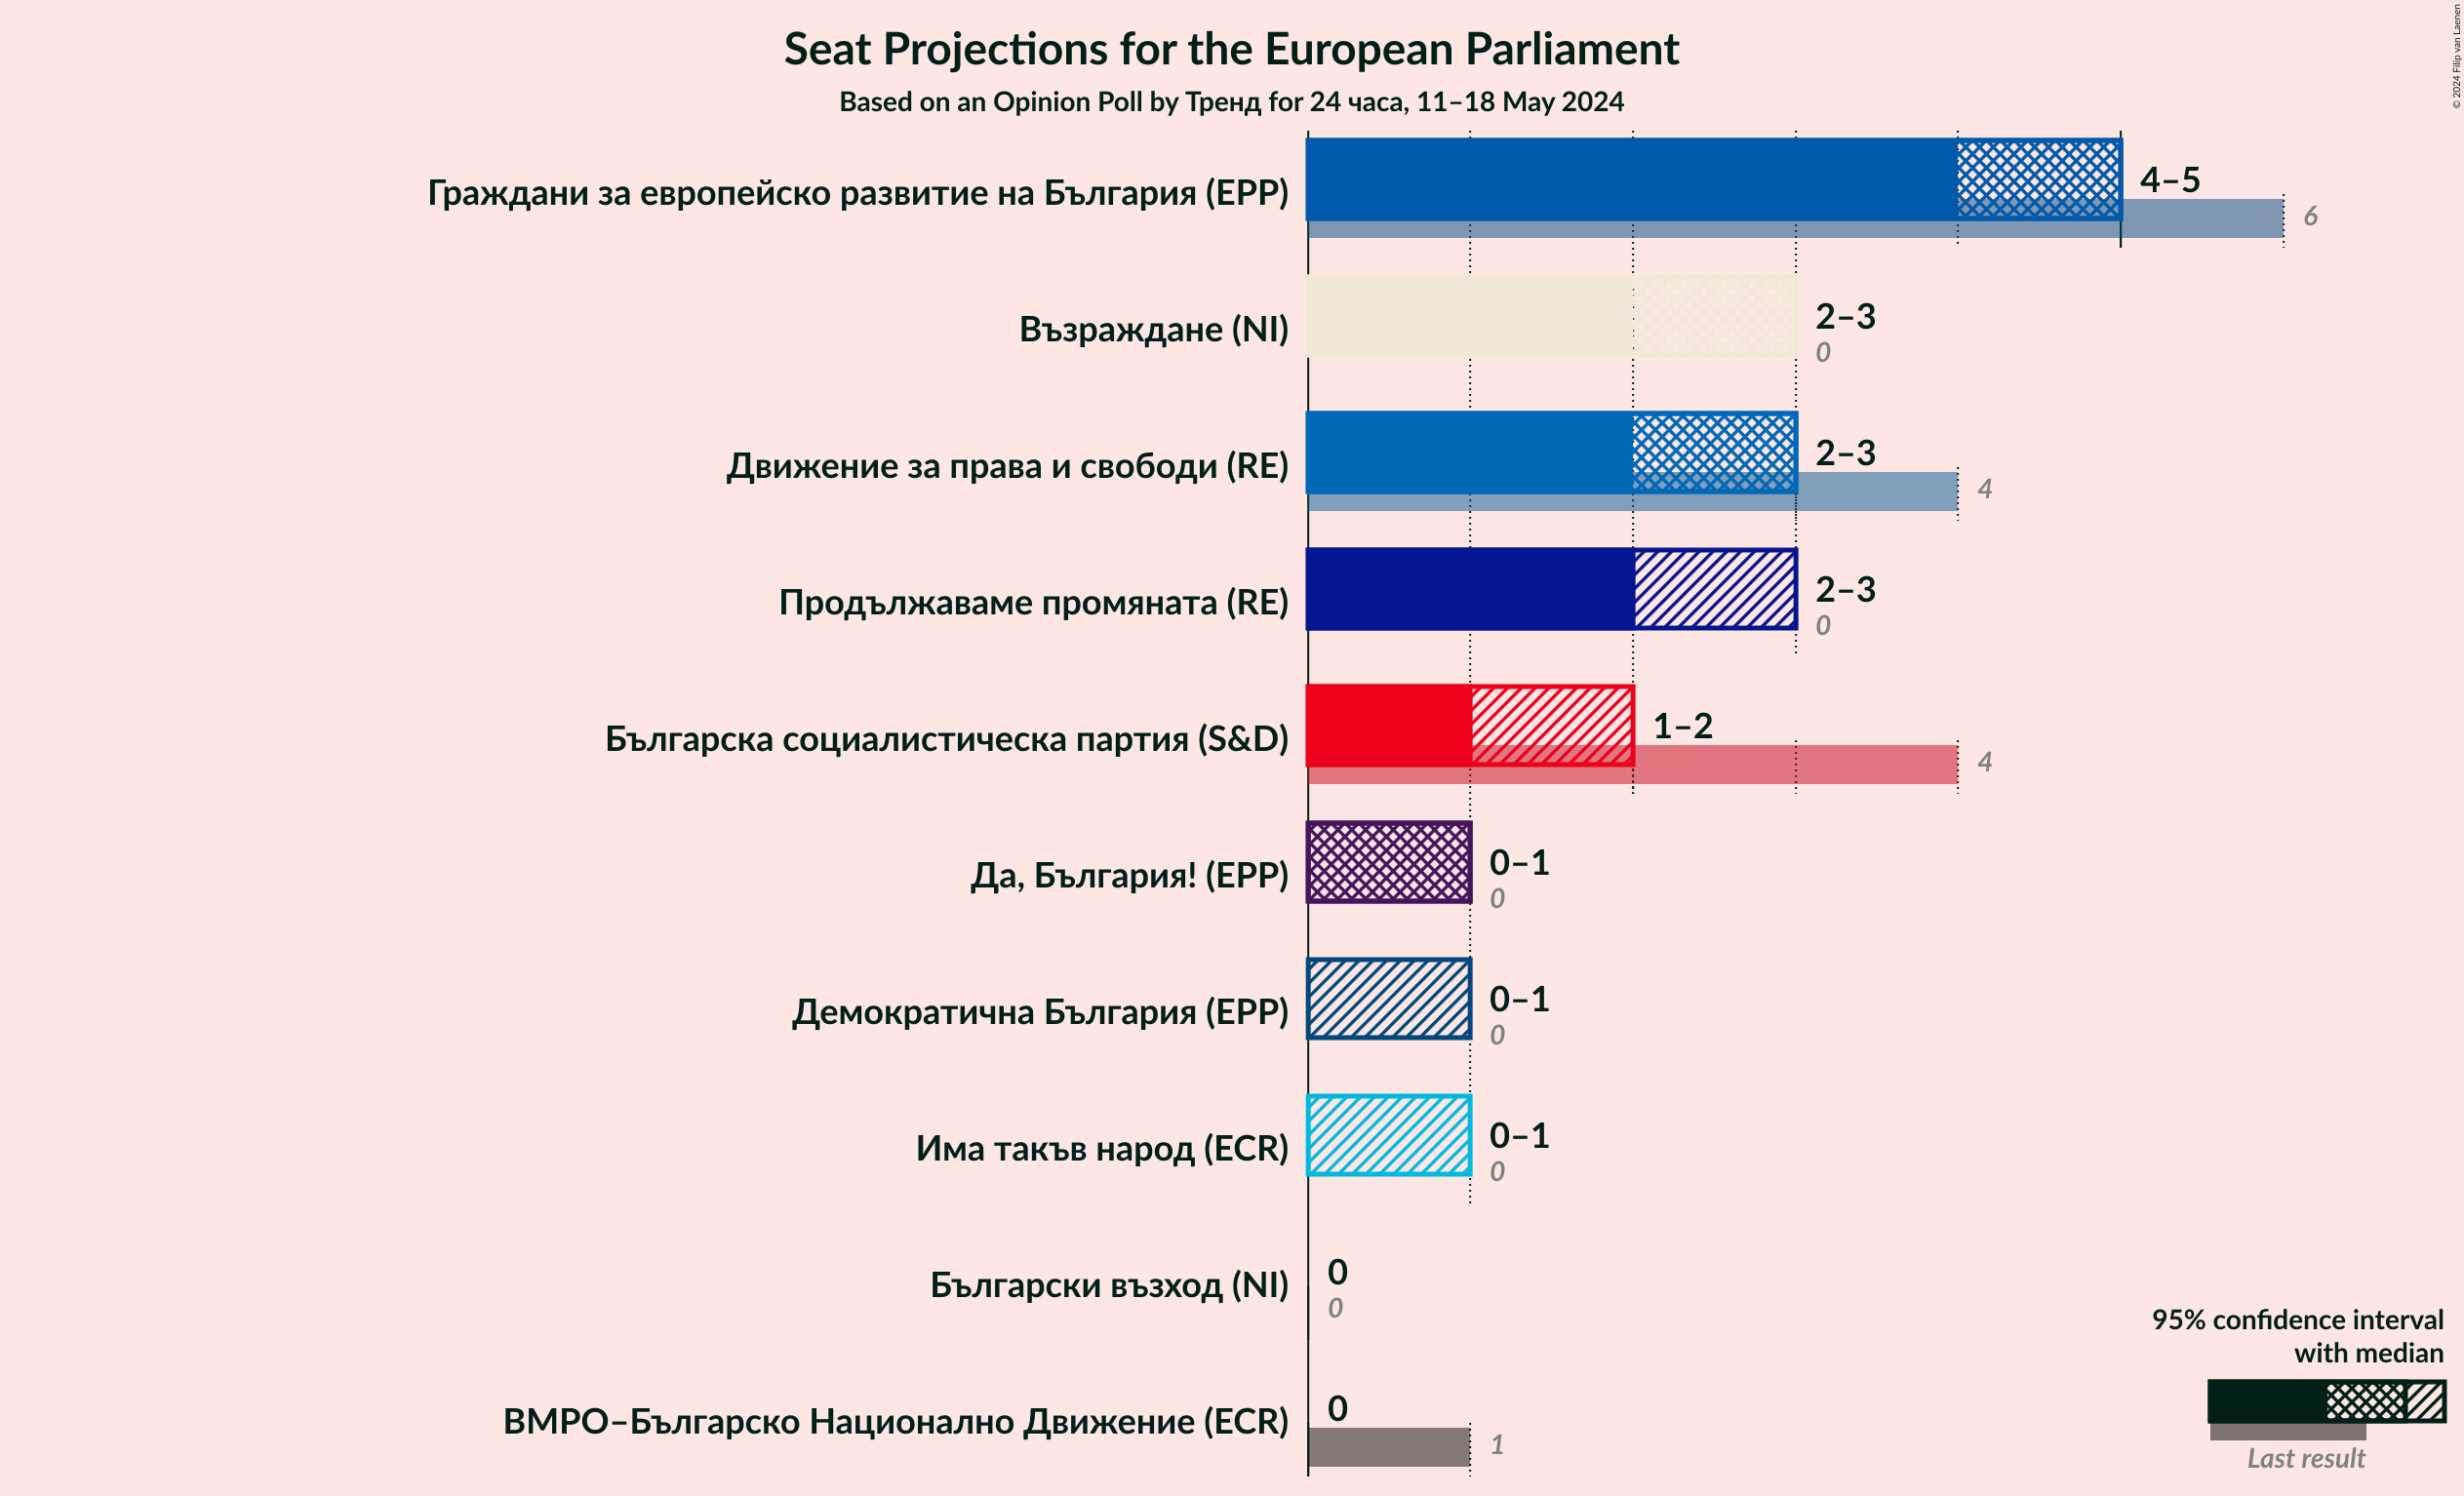 Seat Projections for the European Parliament
Based on an Opinion Poll by Тренд for 24 часа, 11–18 May 2024
© 2024 Filip van Laenen
Граждани за европейско развитие на България (EPP)
4–5
6
Възраждане (NI)
2–3
0
Движение за права и свободи (RE)
2–3
4
Продължаваме промяната (RE)
2–3
0
Българска социалистическа партия (S&D)
1–2
4
Да, България! (EPP)
0–1
0
Демократична България (EPP)
0–1
0
Има такъв народ (ECR)
0–1
0
Български възход (NI)
0
0
ВМРО–Българско Национално Движение (ECR)
0
1
95% confidence interval
with median
Last result